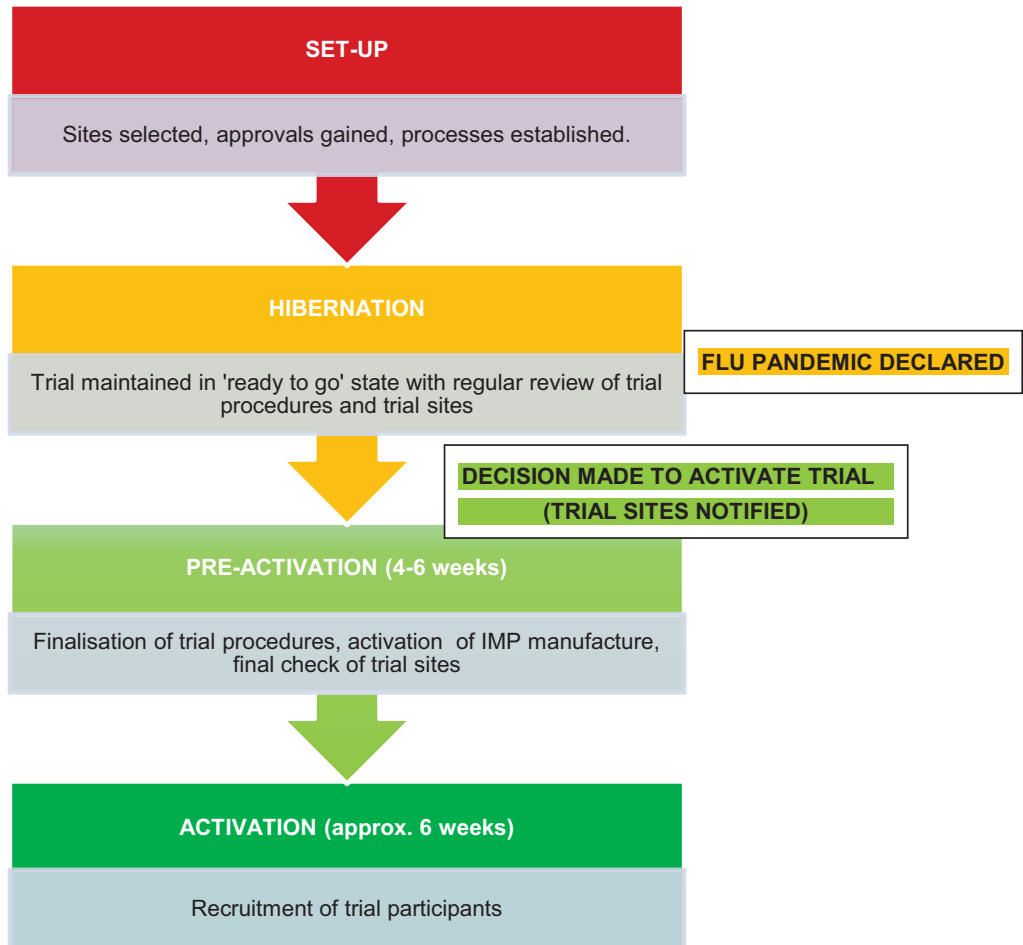 SET-UP
Sites selected, approvals gained, processes established.
HIBERNATION
FLU PANDEMIC DECLARED
Trial maintained in 'ready to go' state with regular review of trial
procedures and trial sites
DECISION MADE TO ACTIVATE TRIAL
(TRIAL SITES NOTIFIED)
PRE-ACTIVATION (4-6 weeks)
Finalisation of trial procedures, activation of IMP manufacture,
final check of trial sites
ACTIVATION (approx. 6 weeks)
Recruitment of trial participants